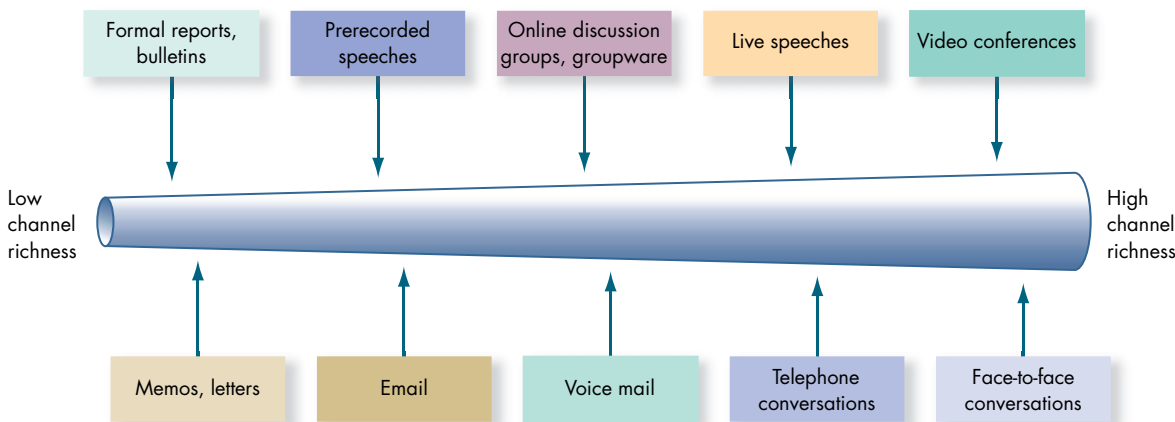 Formal reports,
bulletins
Prerecorded
speeches
Online discussion
groups, groupware
Live speeches
Video conferences
Low
channel
richness
High
channel
richness
Memos, letters
Email
Voice mail
Telephone
conversations
Face-to-face
conversations